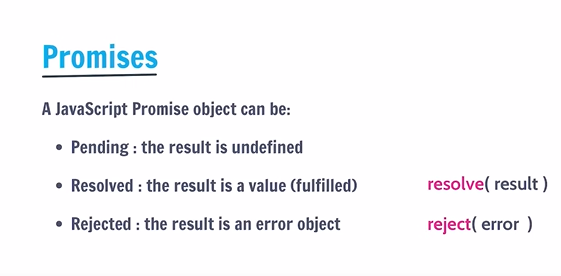 Promises
A JavaScript Promise object can be:
• Pending : the result is undefined
• Resolved : the result is a value (fulfilled) resolve( result )
• Rejected : the result is an error object reject( error )